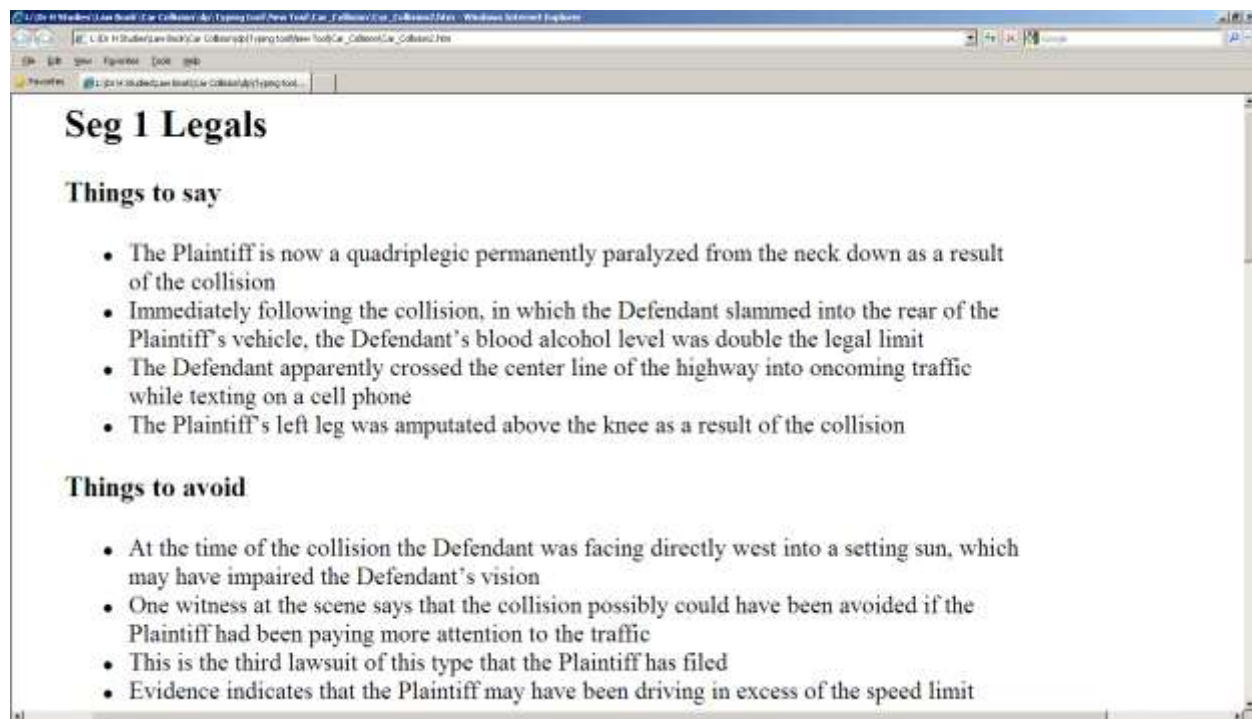 Windows Internet Explorer
Favorites
Seg 1 Legals
Things to say
• The Plaintiff is now a quadriplegic permanently paralyzed from the neck down as a result
of the collision
• Immediately following the collision, in which the Defendant slammed into the rear of the
Plaintiff's vehicle, the Defendant's blood alcohol level was double the legal limit
• The Defendant apparently crossed the center line of the highway into oncoming traffic
while texting on a cell phone
• The Plaintiff's left leg was amputated above the knee as a result of the collision
Things to avoid
• At the time of the collision the Defendant was facing directly west into a setting sun, which
may have impaired the Defendant's vision
• One witness at the scene says that the collision possibly could have been avoided if the
Plaintiff had been paying more attention to the traffic
• This is the third lawsuit of this type that the Plaintiff has filed
• Evidence indicates that the Plaintiff may have been driving in excess of the speed limit